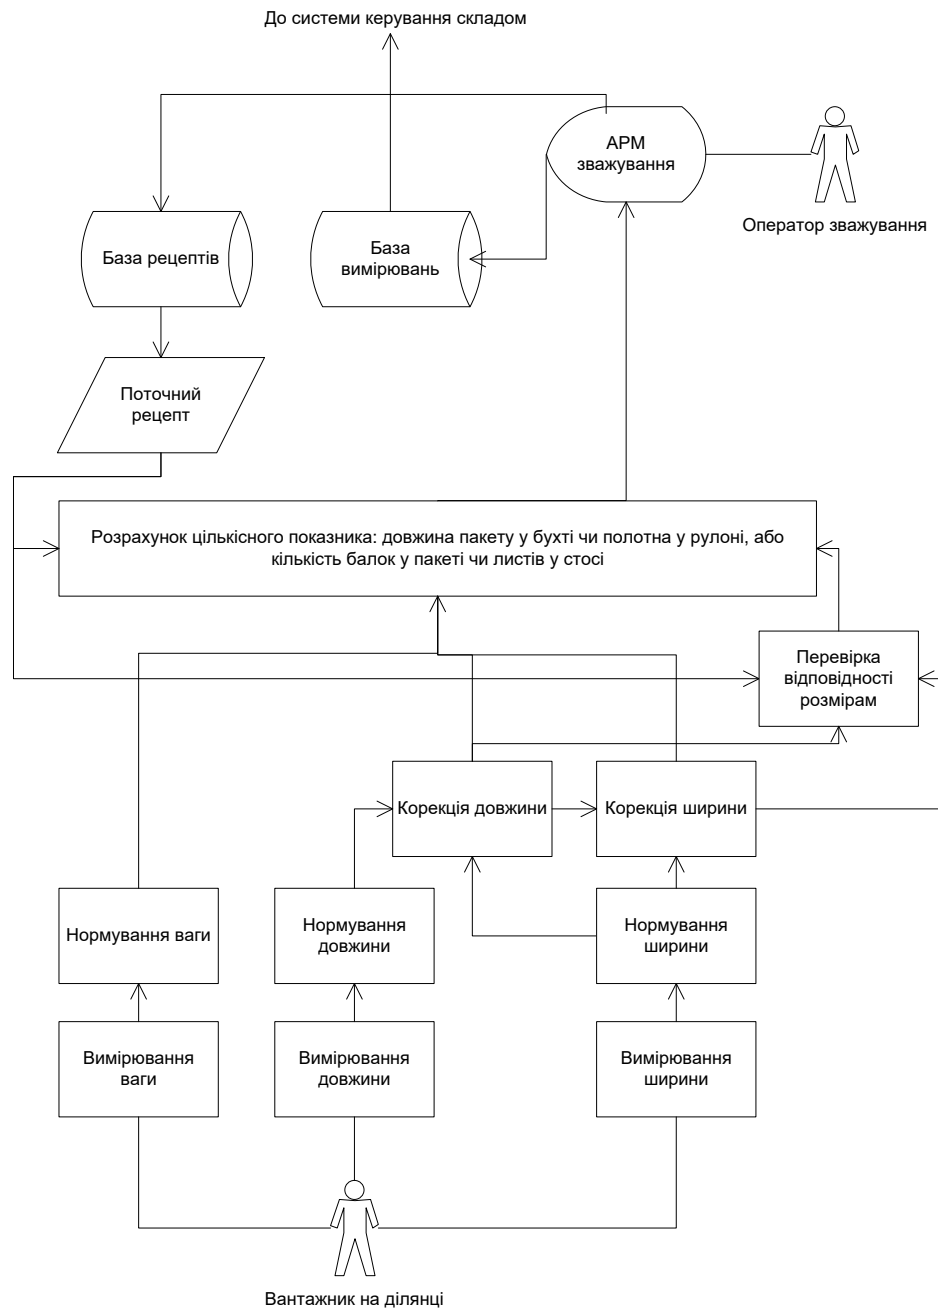 До системи керування складом
АРМ
зважування
Оператор зважування
База рецептів
База
вимірювань
Поточний
рецепт
Розрахунок цількісного показника: довжина пакету у бухті чи полотна у рулоні, або
кількість балок у пакеті чи листів у стосі
Перевірка
відповідності
розмірам
Корекція довжини
Корекція ширини
Нормування ваги
Нормування
довжини
Нормування
ширини
Вимірювання
ваги
Вимірювання
довжини
Вимірювання
ширини
Вантажник на ділянці